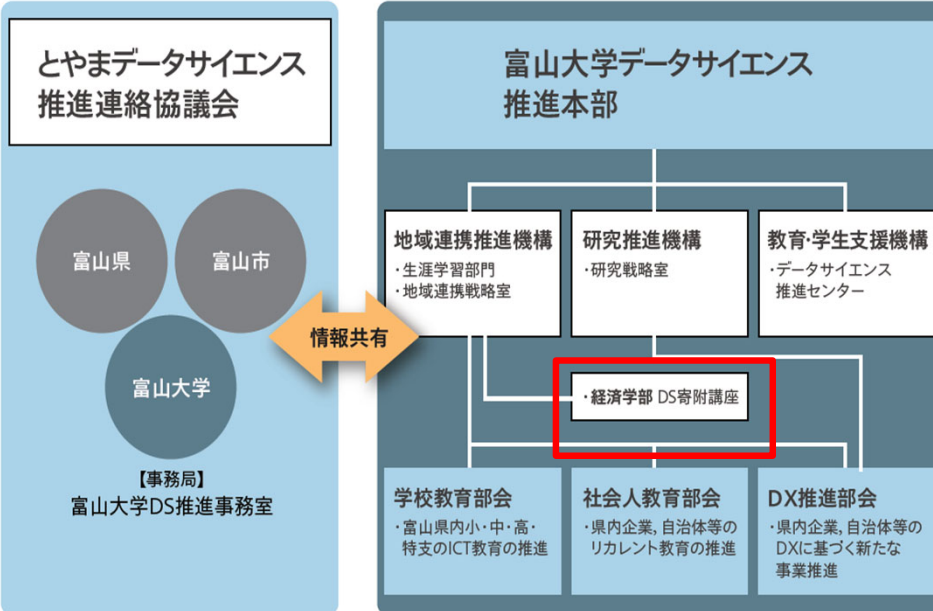 とやまデータサイエンス
推進連絡協議会
富山県
富山市
富山大学
【事務局】
富山大学DS推進事務室
情報共有
富山大学データサイエンス
推進本部
地域連携推進機構
・生涯学習部門
・地域連携戦略室
研究推進機構
・研究戦略室
教育・学生支援機構
・データサイエンス
推進センター
・経済学部 DS寄附講座
学校教育部会
・富山県内小・中・高・
特支のICT教育の推進
社会人教育部会
・県内企業,自治体等の
リカレント教育の推進
DX推進部会
・県内企業,自治体等の
DXに基づく新たな
事業推進